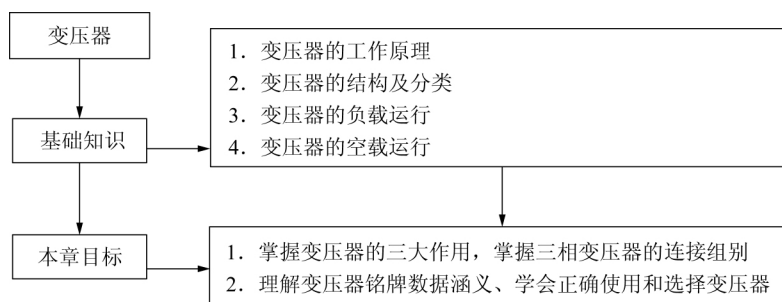 变压器
1．变压器的工作原理
2．变压器的结构及分类
3．变压器的负载运行
4．变压器的空载运行
基础知识
本章目标
1．掌握变压器的三大作用，掌握三相变压器的连接组别
2．理解变压器铭牌数据涵义、学会正确使用和选择变压器